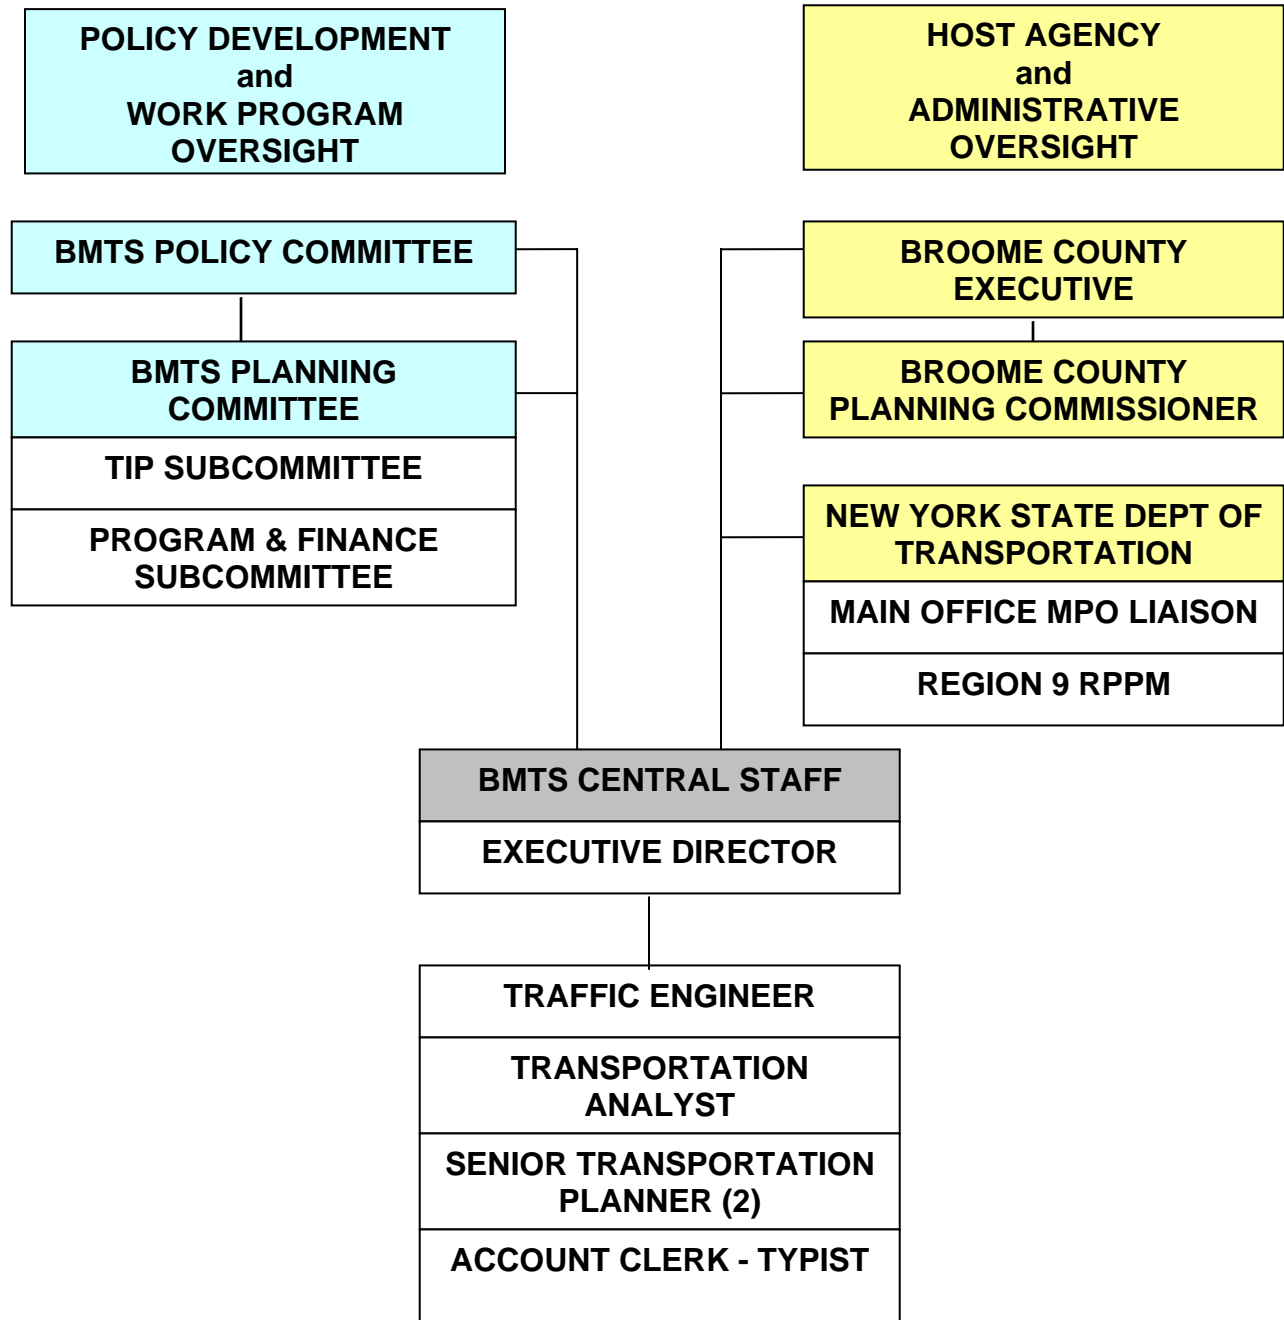 POLICY DEVELOPMENT
and
WORK PROGRAM
OVERSIGHT
HOST AGENCY
and
ADMINISTRATIVE
OVERSIGHT
BMTS POLICY COMMITTEE
BMTS PLANNING
COMMITTEE
TIP SUBCOMMITTEE
PROGRAM & FINANCE
SUBCOMMITTEE
BROOME COUNTY
EXECUTIVE
BROOME COUNTY
PLANNING COMMISSIONER
NEW YORK STATE DEPT OF
TRANSPORTATION
MAIN OFFICE MPO LIAISON
REGION 9 RPPM
BMTS CENTRAL STAFF
EXECUTIVE DIRECTOR
TRAFFIC ENGINEER
TRANSPORTATION
ANALYST
SENIOR TRANSPORTATION
PLANNER (2)
ACCOUNT CLERK - TYPIST